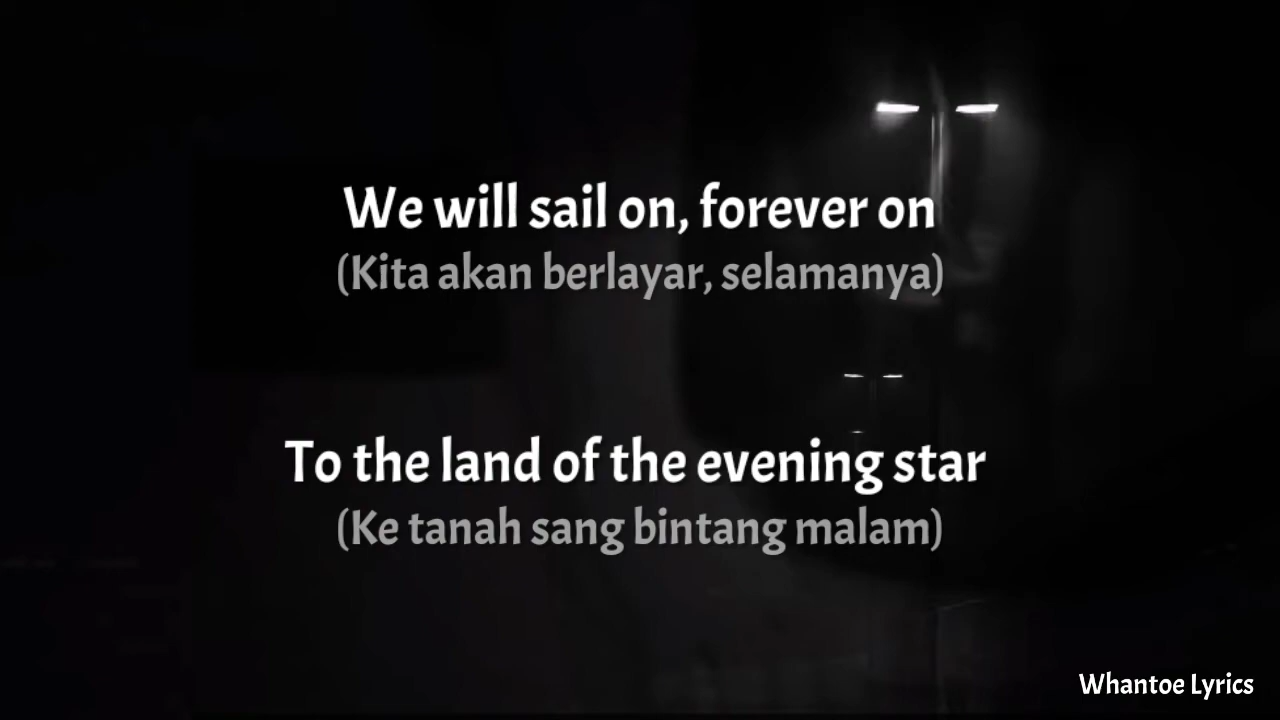 We will sail on, forever on
(Kita akan berlayar, selamanya)
To the land of the evening star
(Ke tanah sang bintang malam)
Whantoe Lyrics